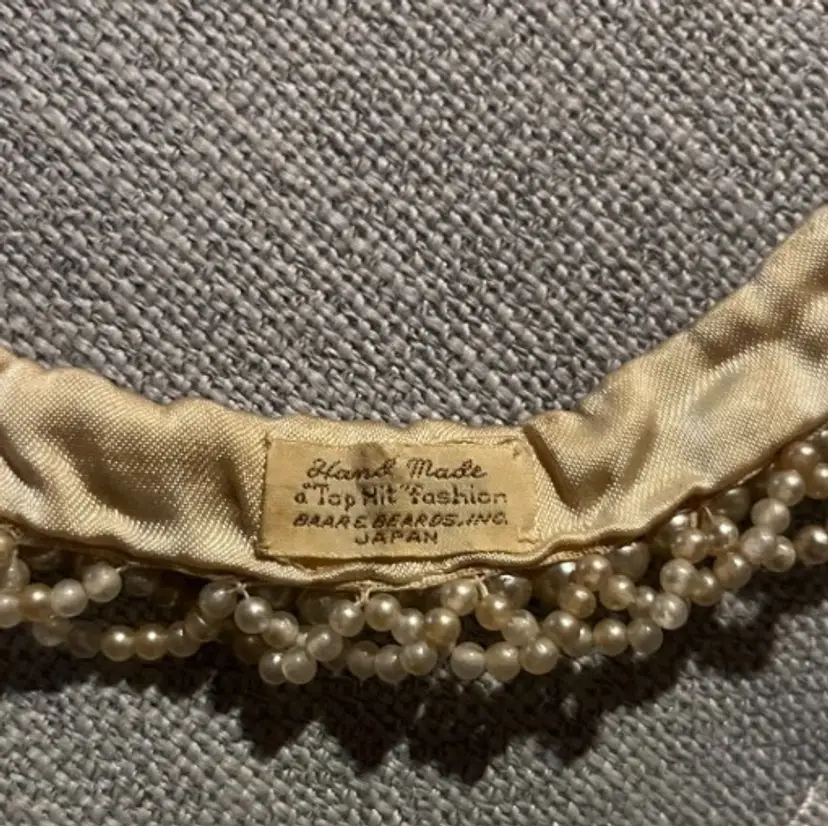 Hand Made
a "Top Hit" fashion
BAAR & BEARDS, INC.
JAPAN